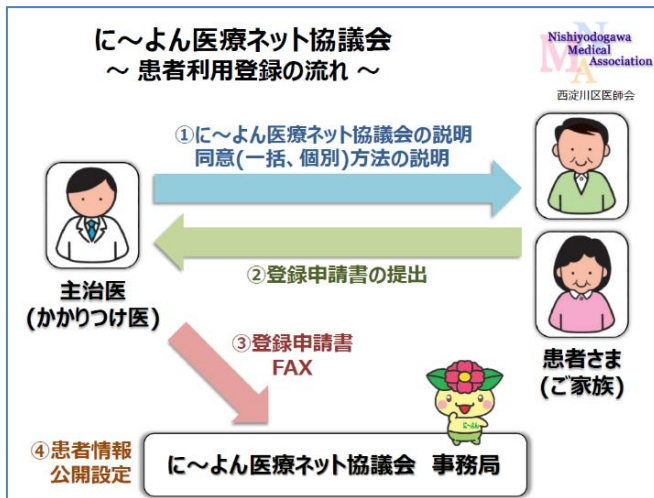 に～よん医療ネット協議会
～ 患者利用登録の流れ ～
Nishiyodogawa
Medical
Association
西淀川区医師会
①に～よん医療ネット協議会の説明
同意(一括、個別)方法の説明
②登録申請書の提出
主治医
(かかりつけ医)
③登録申請書
FAX
患者さま
(ご家族)
④患者情報
公開設定
に～よん医療ネット協議会 事務局